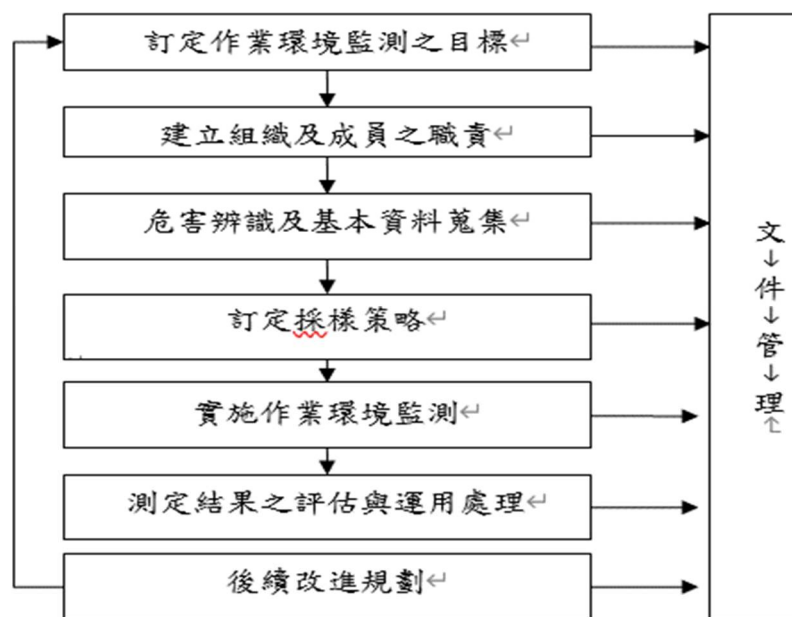 訂定作業環境監測之目標
建立組織及成員之職責
危害辨識及基本資料蒐集
訂定採樣策略
實施作業環境監測
測定結果之評估與運用處理
後續改進規劃
文
件
管
理